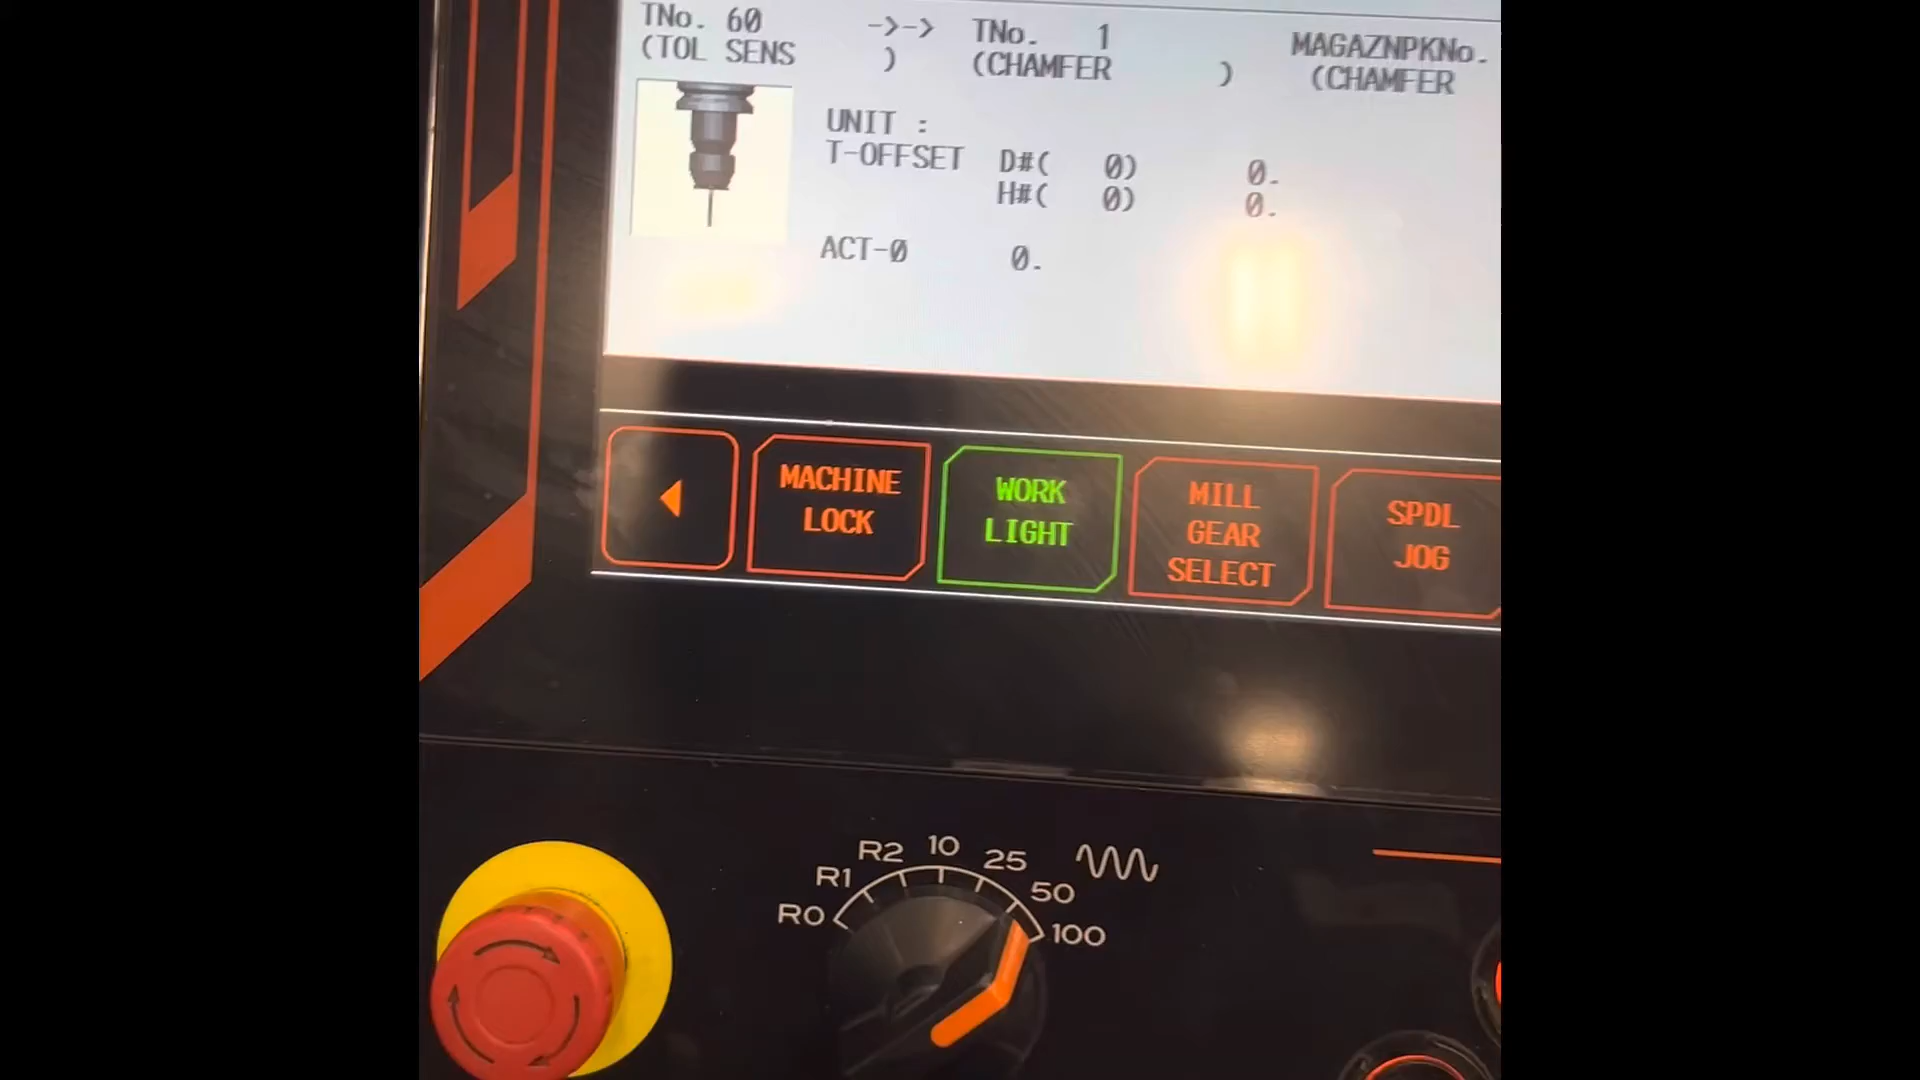 TNo. 60 ->-> TNo. 1 MAGAZNPKNo.
(TOL SENS ) (CHAMFER ) (CHAMFER
UNIT :
T-OFFSET D#( 0) 0.
H#( 0) 0.
ACT-0 0.
MACHINE
LOCK
WORK
LIGHT
MILL
GEAR
SELECT
SPDL
JOG
R0 R1 R2 10 25 50 100